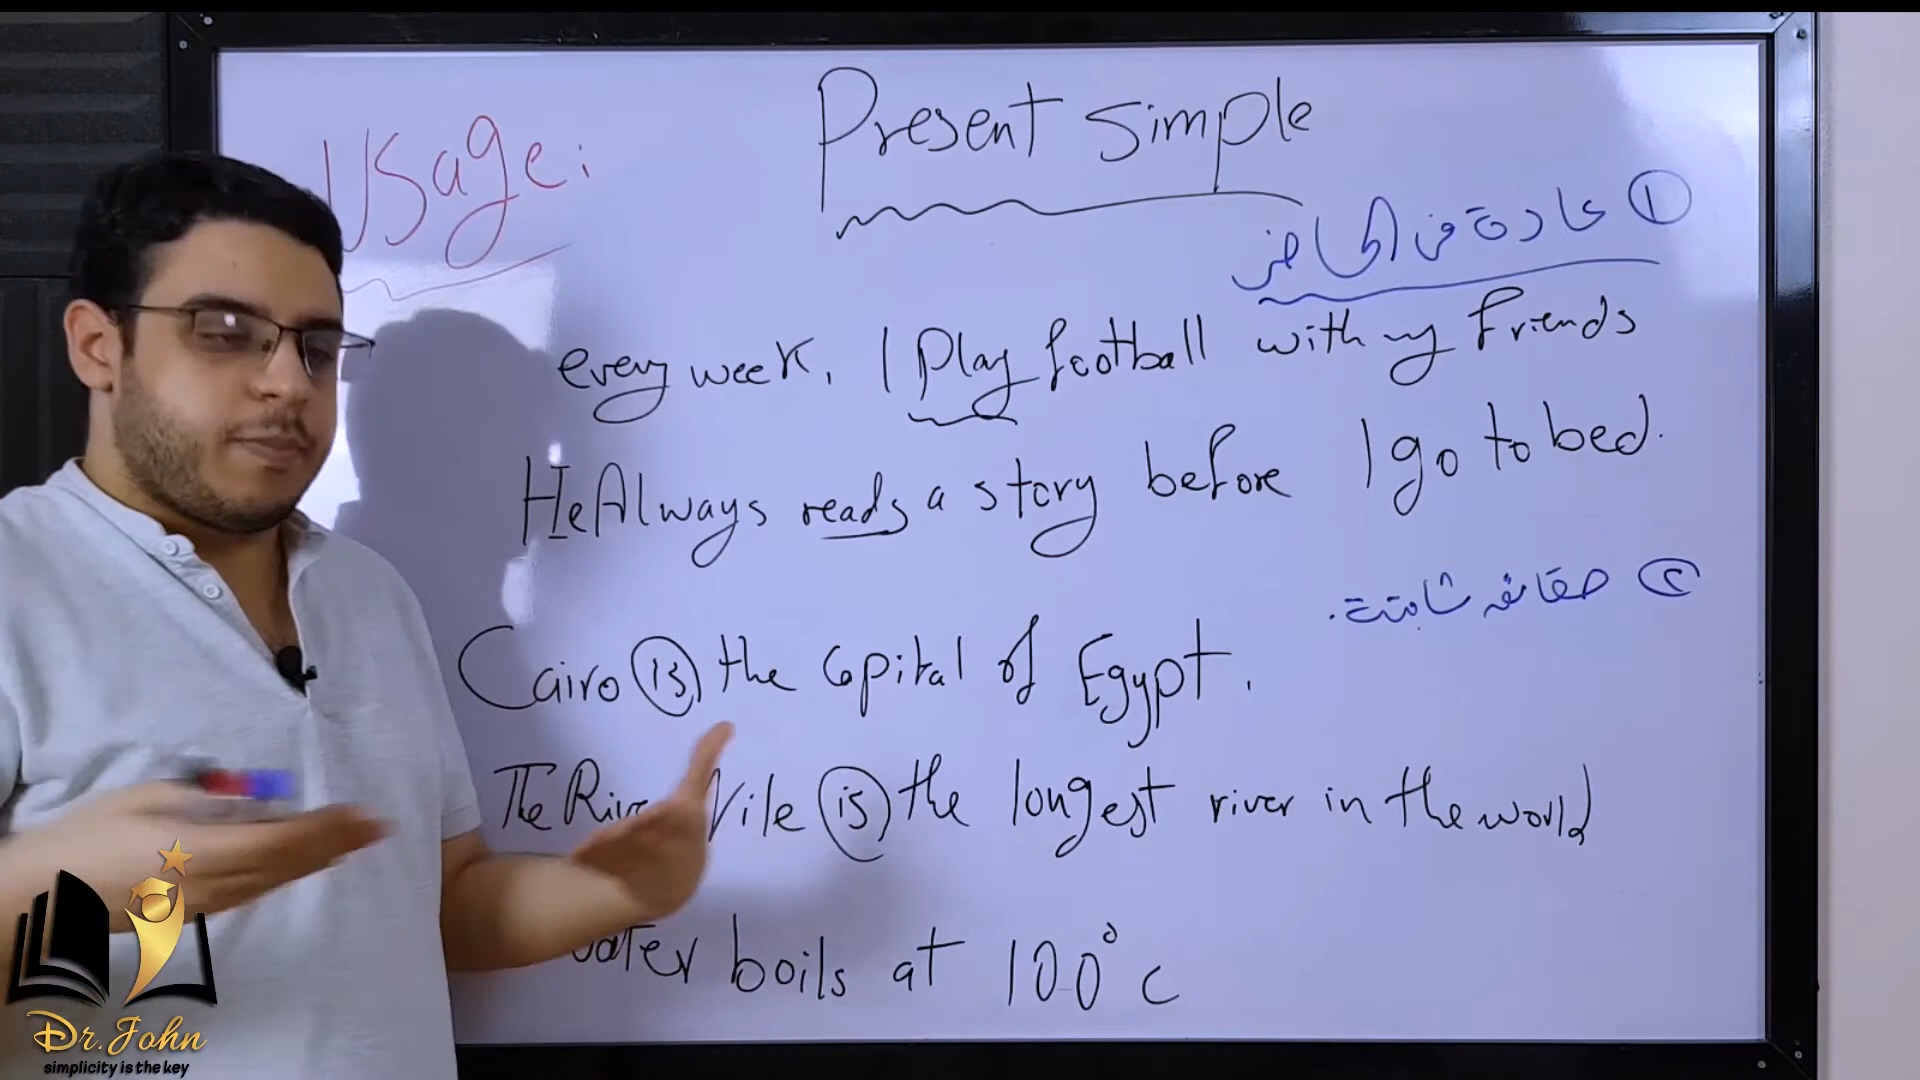 Present Simple
Usage:
① عادة في الحاضر
every week, I Play football with my friends
He Always reads a story before I go to bed.
② حقائق ثابتة.
Cairo is the capital of Egypt.
The River Nile is the longest river in the world
water boils at 100° c
Dr. John
simplicity is the key